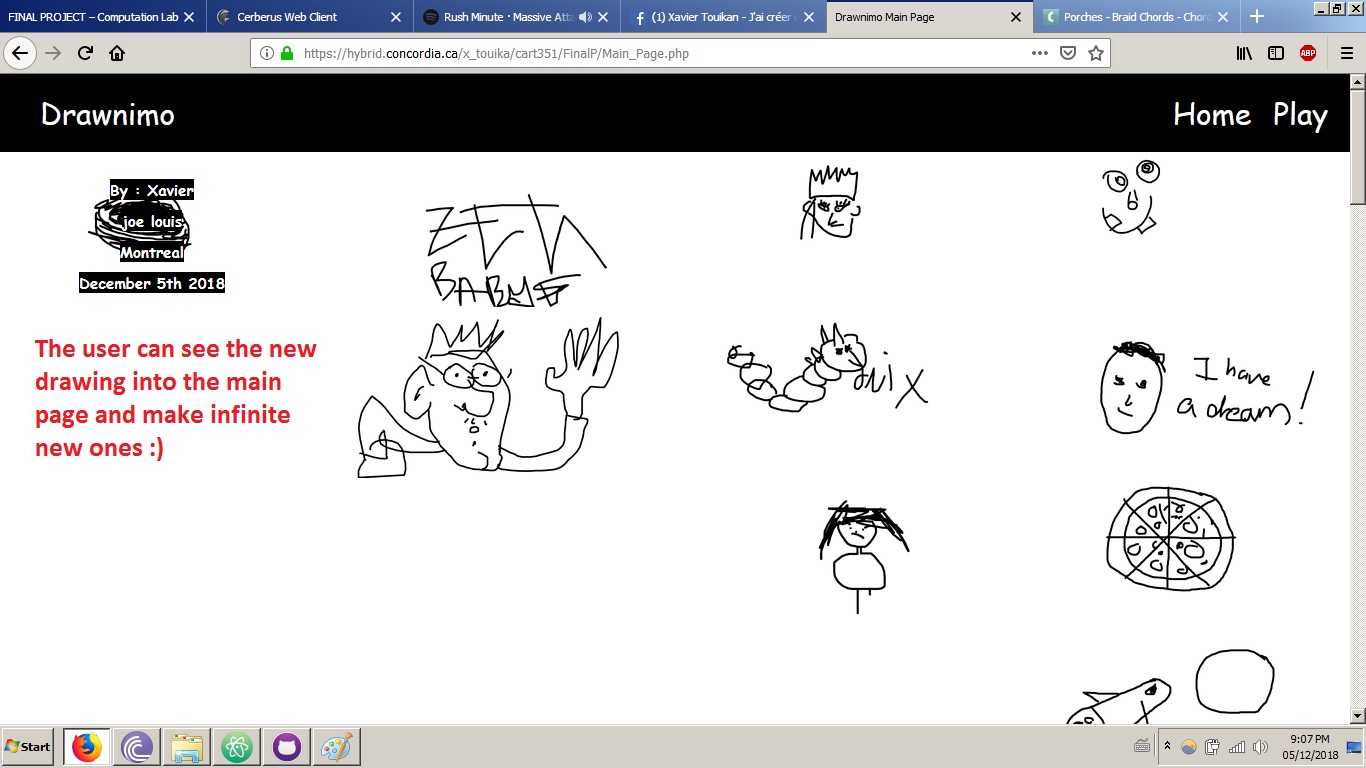 FINAL PROJECT – Computation Lab
Cerberus Web Client
Rush Minute · Massive Atta
(1) Xavier Touikan - J'ai créer
Drawnimo Main Page
Porches - Braid Chords - Chord
https://hybrid.concordia.ca/x_touika/cart351/FinalP/Main_Page.php
ABP
Drawnimo
Home Play
By : Xavier
joe louis
Montreal
December 5th 2018
The user can see the new
drawing into the main
page and make infinite
new ones :)
ZETA
I have
a dream!
Start
9:07 PM
05/12/2018